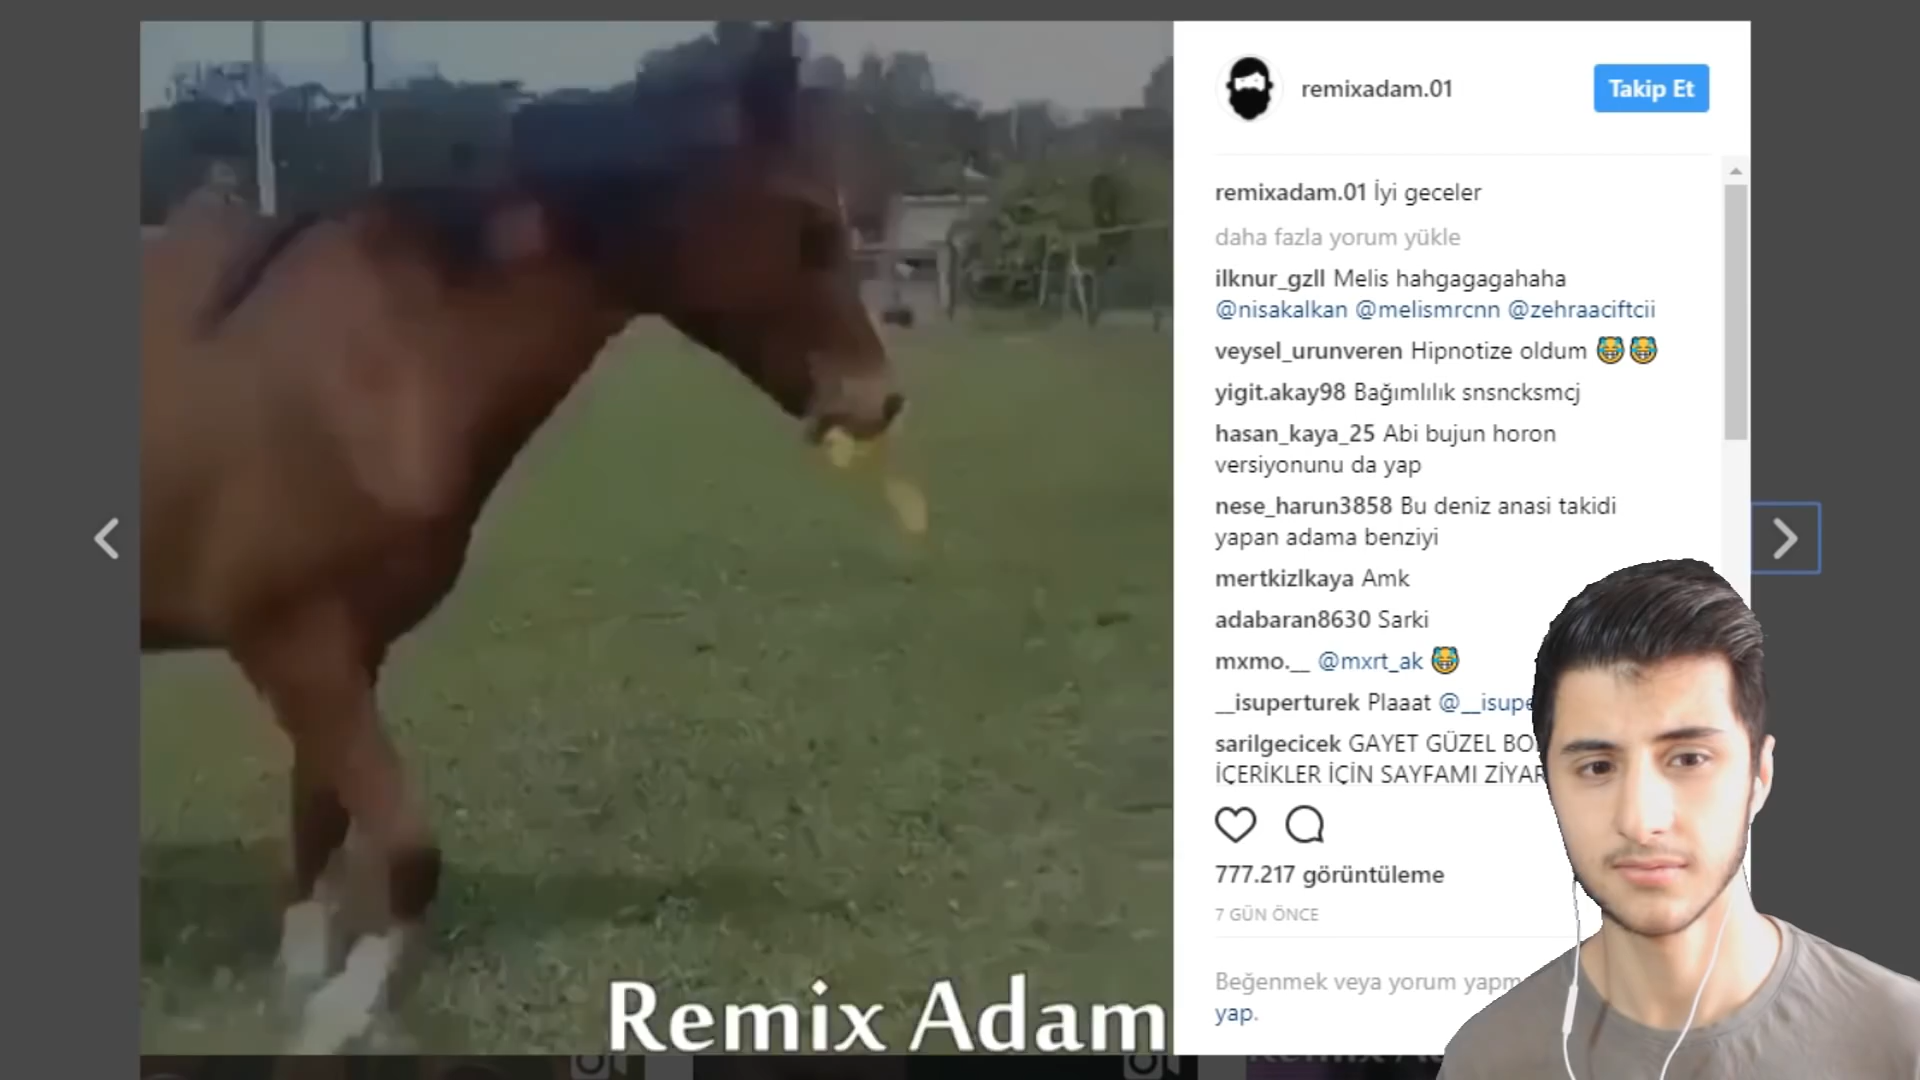 remixadam.01
Takip Et
remixadam.01 İyi geceler
daha fazla yorum yükle
ilknur_gzll Melis hahgagagahaha
@nisakalkan @melismrcnn @zehraaciftcii
veysel_urunveren Hipnotize oldum
yigit.akay98 Bağımlılık snsncksmcj
hasan_kaya_25 Abi bujun horon
versiyonunu da yap
nese_harun3858 Bu deniz anasi takidi
yapan adama benziyi
mertkizlkaya Amk
adabaran8630 Sarki
mxmo.__ @mxrt_ak
__isuperturek Plaaat
sarilgecicek GAYET GÜZEL
İÇERİKLER İÇİN SAYFAMI
777.217 görüntüleme
7 GÜN ÖNCE
Beğenmek veya yorum
yap.
Remix Adam